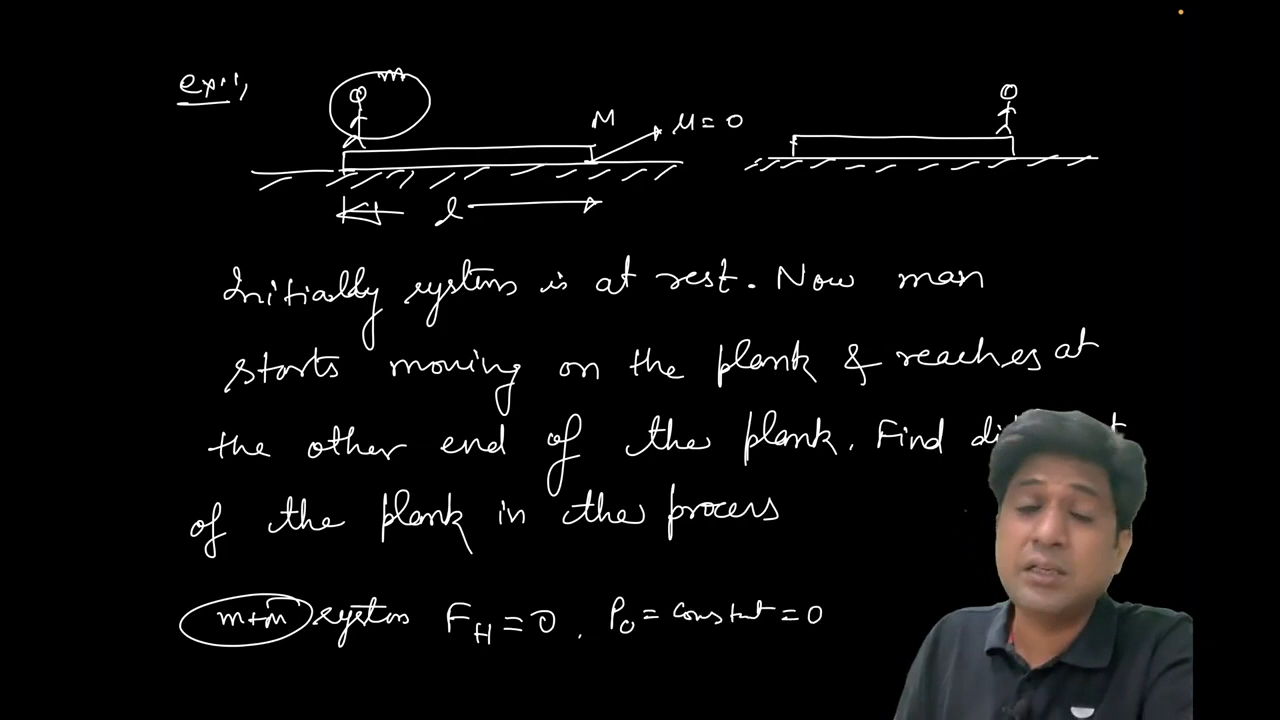 ex:-1,
m
M
μ=0
l
Initially system is at rest. Now man
starts moving on the plank & reaches at
the other end of the plank. Find
of the plank in the process
m+m system F_H=0, P_0=constant=0